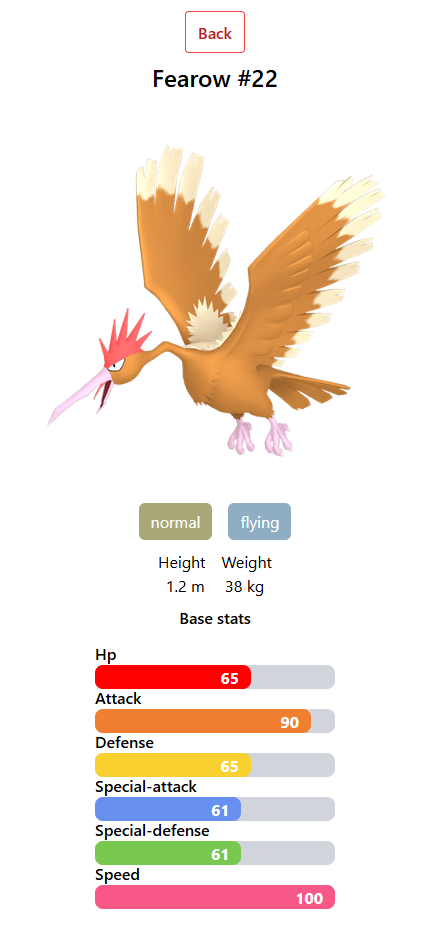 Back
Fearow #22
normal flying
Height Weight
1.2 m 38 kg
Base stats
Hp
65
Attack
90
Defense
65
Special-attack
61
Special-defense
61
Speed
100